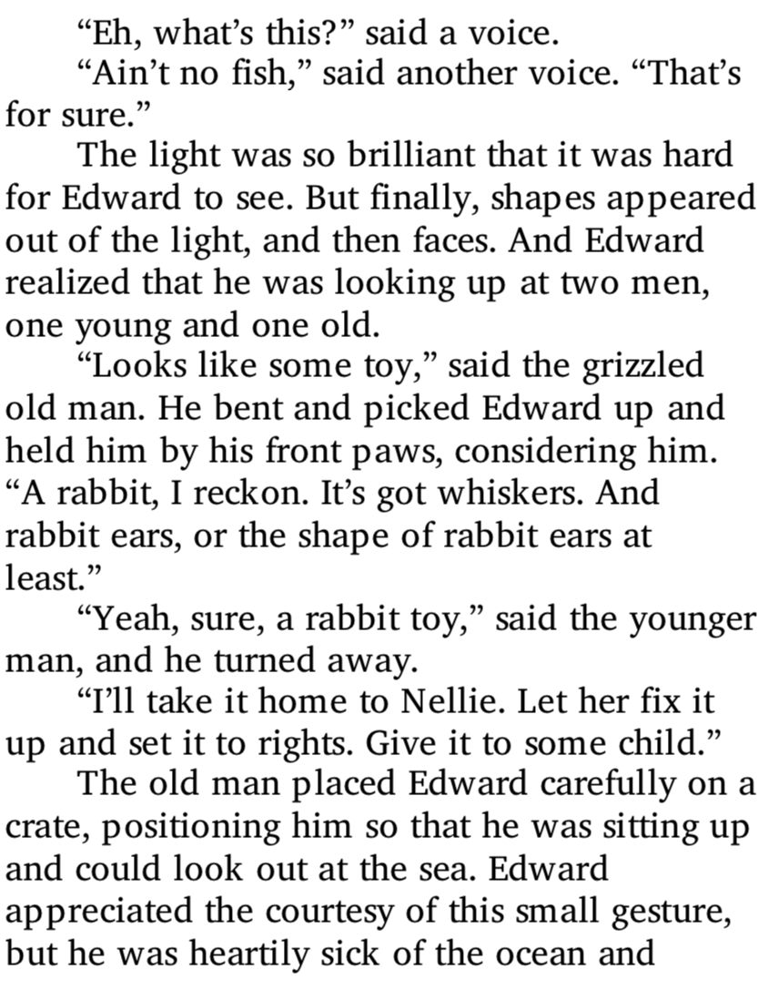 “Eh, what’s this?” said a voice.
“Ain’t no fish,” said another voice. “That’s
for sure.”
The light was so brilliant that it was hard
for Edward to see. But finally, shapes appeared
out of the light, and then faces. And Edward
realized that he was looking up at two men,
one young and one old.
“Looks like some toy,” said the grizzled
old man. He bent and picked Edward up and
held him by his front paws, considering him.
“A rabbit, I reckon. It’s got whiskers. And
rabbit ears, or the shape of rabbit ears at
least.”
“Yeah, sure, a rabbit toy,” said the younger
man, and he turned away.
“I’ll take it home to Nellie. Let her fix it
up and set it to rights. Give it to some child.”
The old man placed Edward carefully on a
crate, positioning him so that he was sitting up
and could look out at the sea. Edward
appreciated the courtesy of this small gesture,
but he was heartily sick of the ocean and